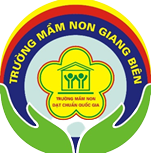 TRƯỜNG MẦM NON GIANG BIÊN
TRƯỜNG MẦM NON
ĐẠT CHUẨN QUỐC GIA